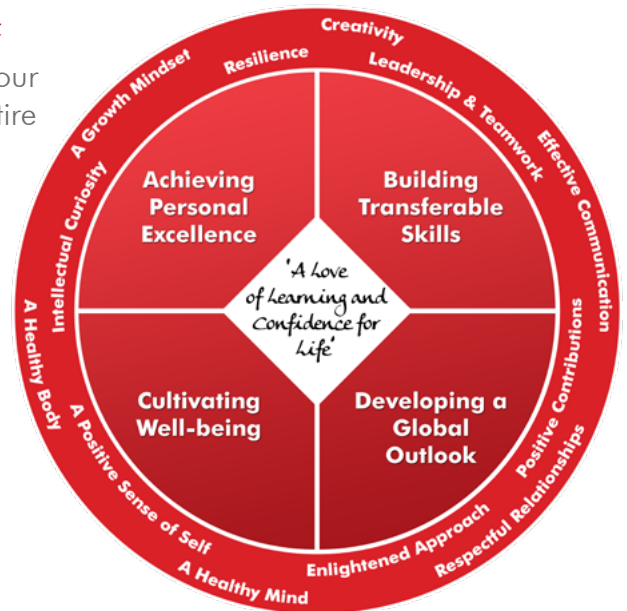 our
tire
Creativity
Resilience
Leadership & Teamwork
A Growth Mindset
Effective Communication
Intellectual Curiosity
Achieving
Personal
Excellence
Building
Transferable
Skills
'A Love
of Learning and
Confidence for
Life'
A Healthy Body
Positive Contributions
Cultivating
Well-being
Developing a
Global
Outlook
A Positive Sense of Self
Respectful Relationships
Enlightened Approach
A Healthy Mind